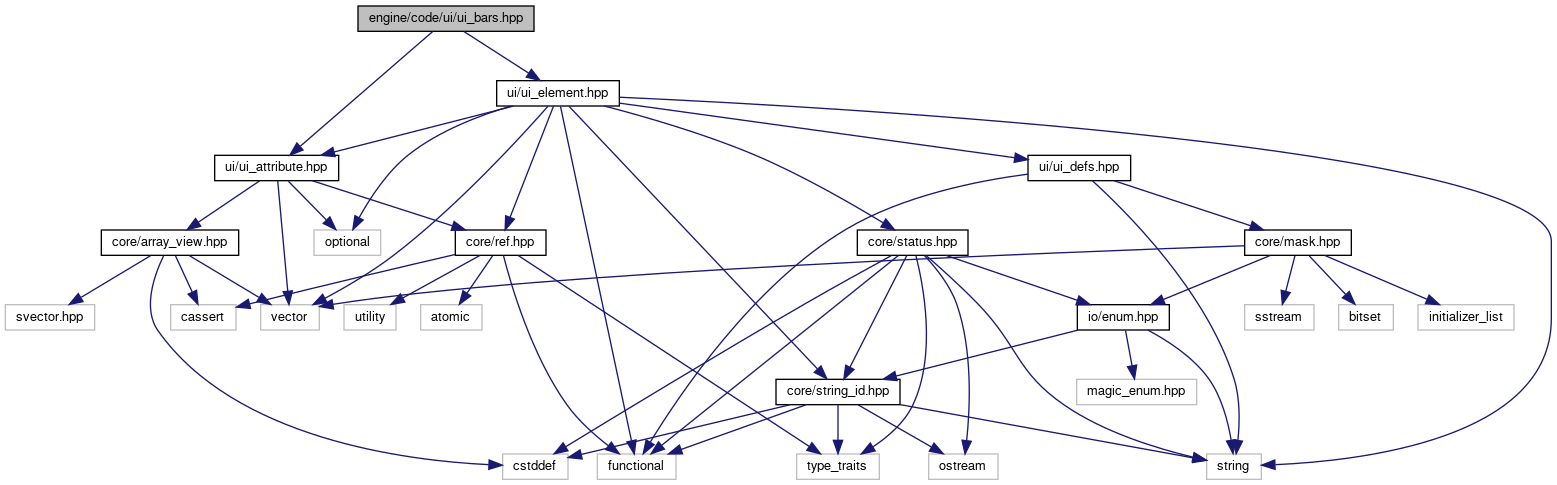 engine/code/ui/ui_bars.hpp
ui/ui_element.hpp
ui/ui_attribute.hpp
ui/ui_defs.hpp
core/array_view.hpp
optional
core/ref.hpp
core/status.hpp
core/mask.hpp
svector.hpp
cassert
vector
utility
atomic
io/enum.hpp
sstream
bitset
initializer_list
core/string_id.hpp
magic_enum.hpp
cstddef
functional
type_traits
ostream
string